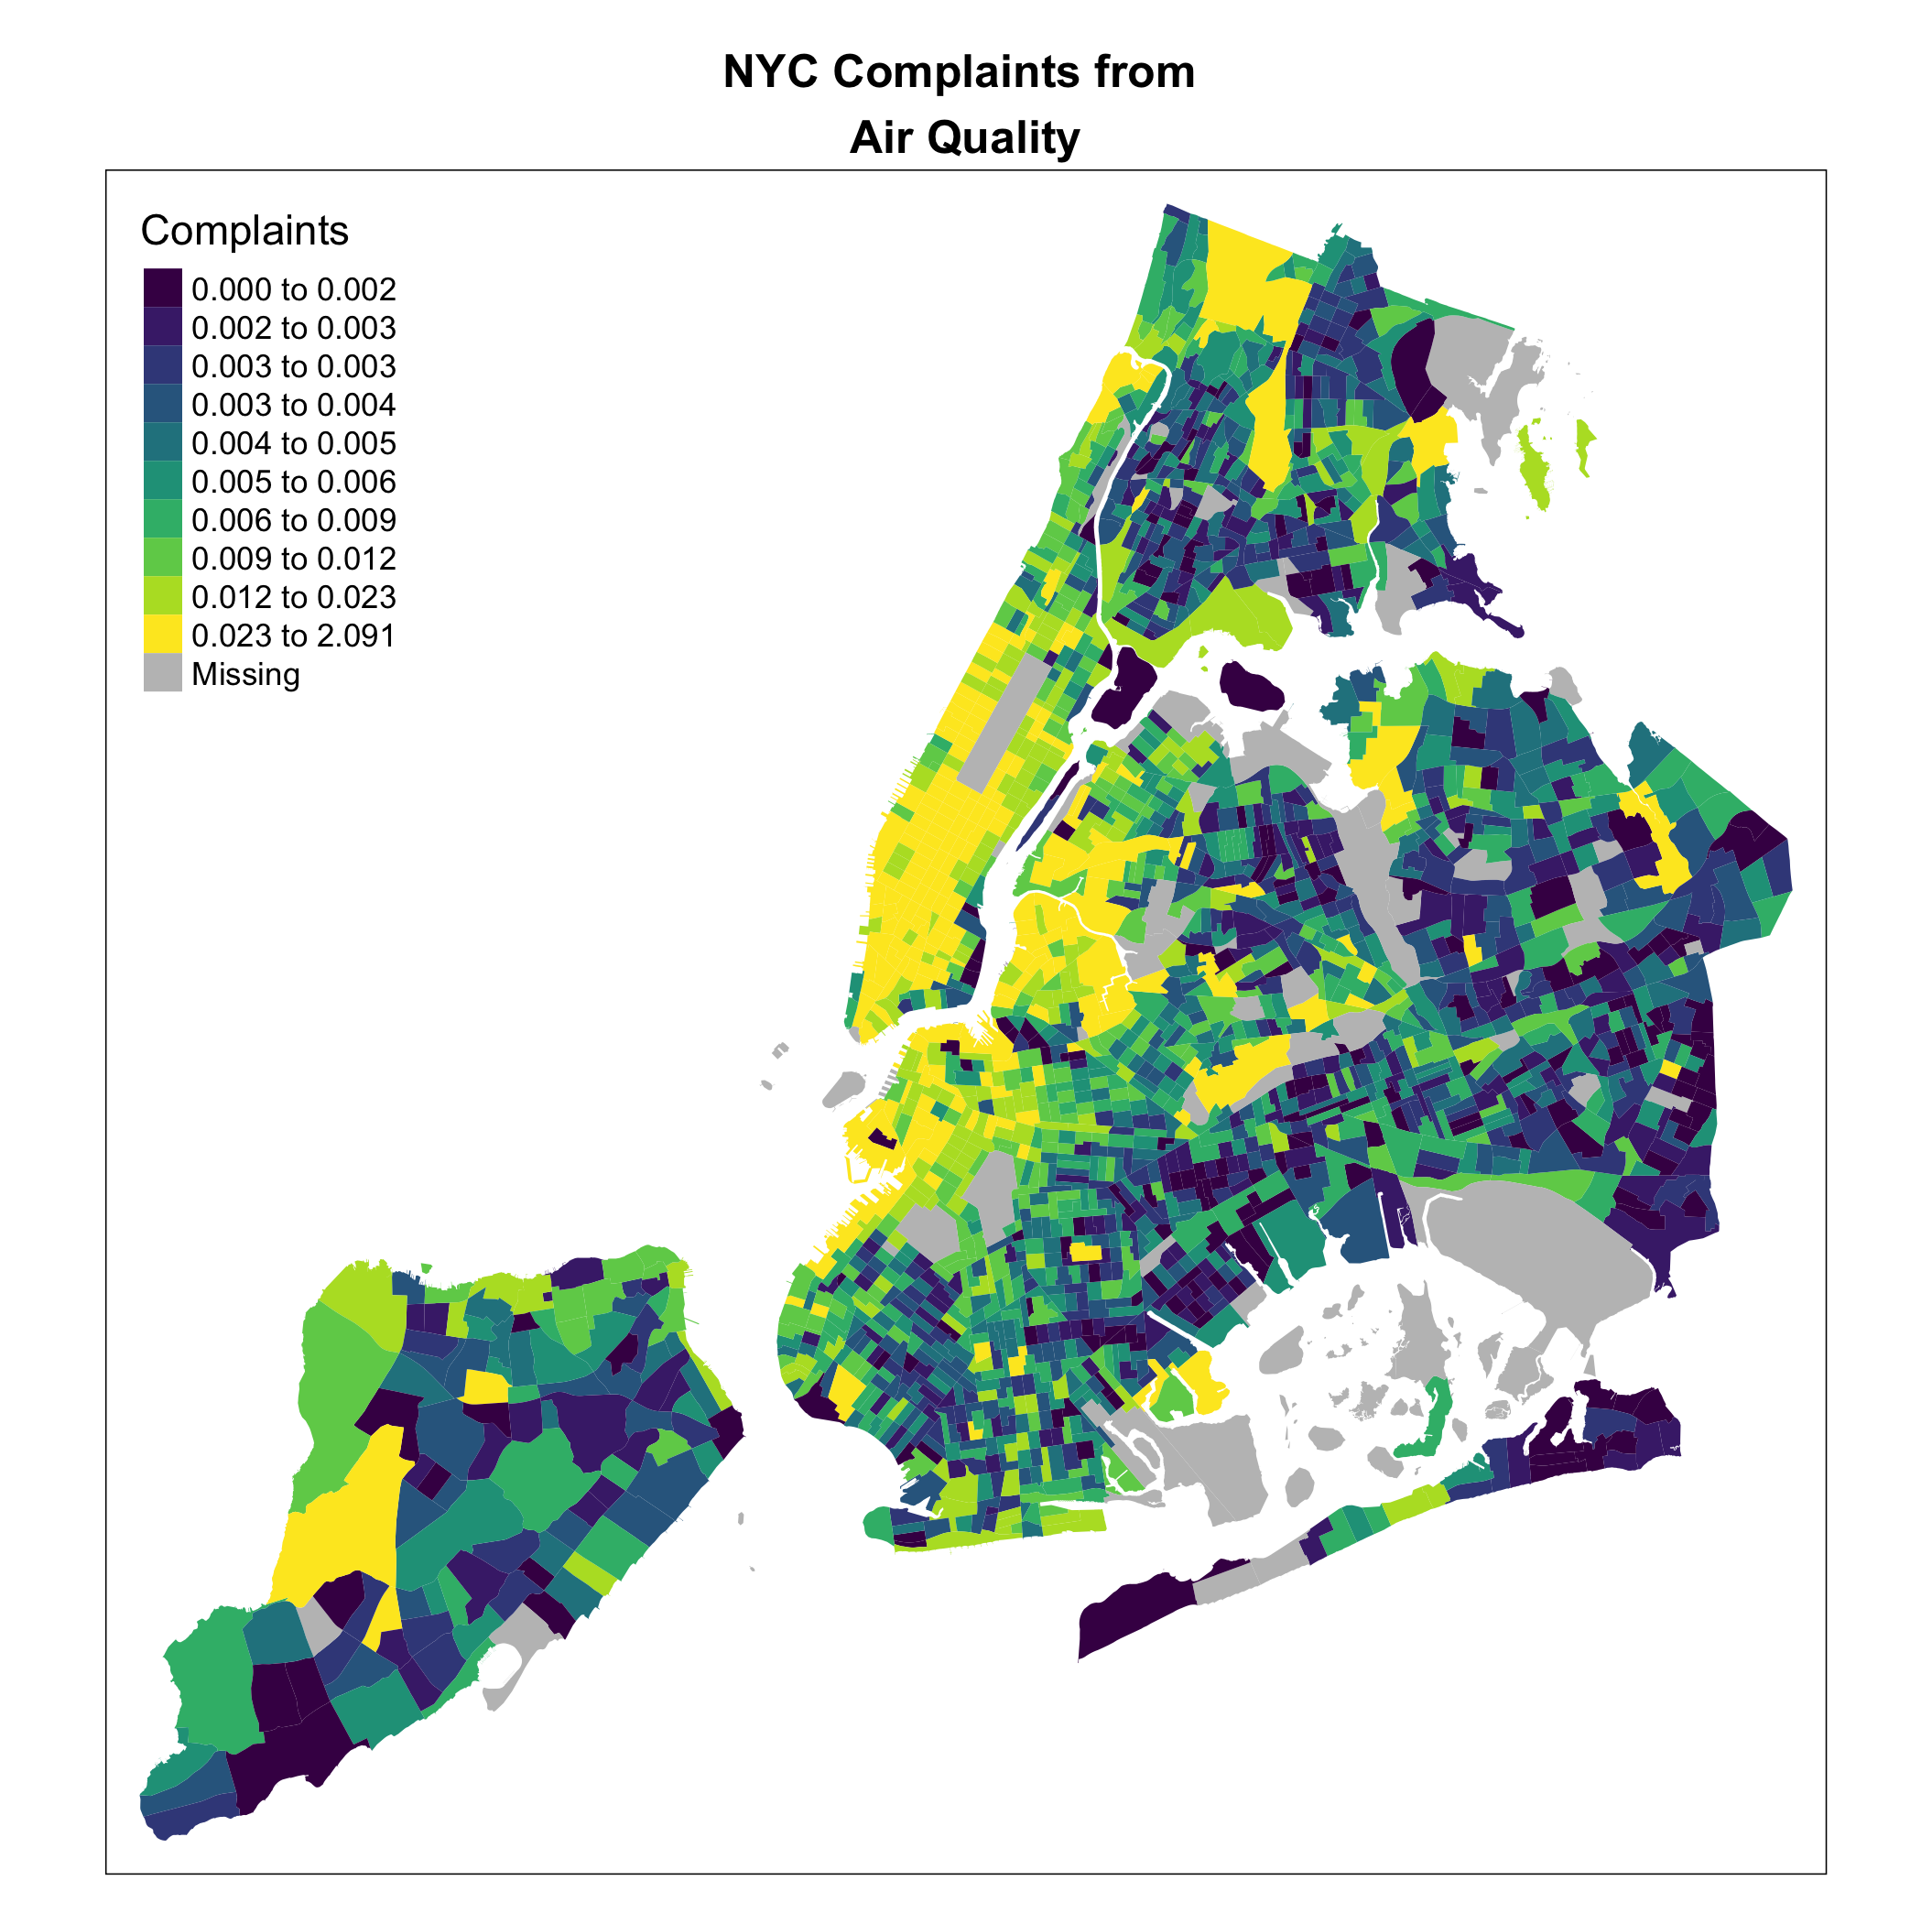 NYC Complaints from
Air Quality
Complaints
0.000 to 0.002
0.002 to 0.003
0.003 to 0.003
0.003 to 0.004
0.004 to 0.005
0.005 to 0.006
0.006 to 0.009
0.009 to 0.012
0.012 to 0.023
0.023 to 2.091
Missing